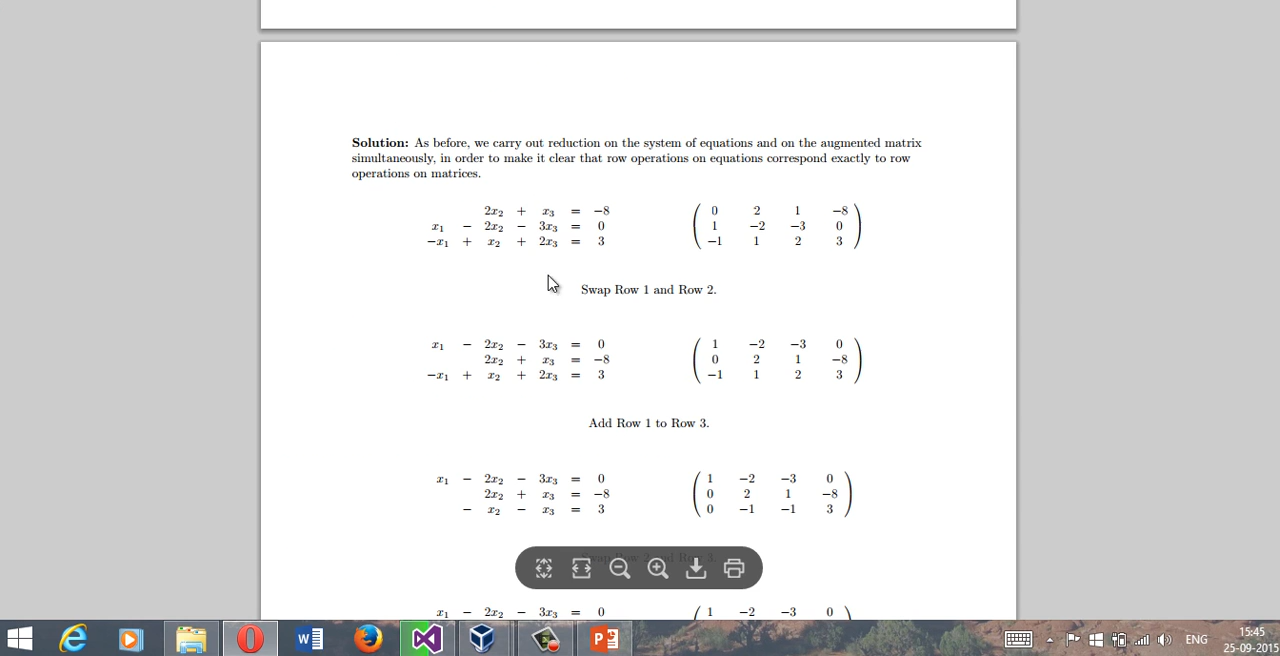 Solution: As before, we carry out reduction on the system of equations and on the augmented matrix
simultaneously, in order to make it clear that row operations on equations correspond exactly to row
operations on matrices.
2x₂ + x₃ = −8 ( 0 2 1 −8
x₁ − 2x₂ − 3x₃ = 0 1 −2 −3 0
−x₁ + x₂ + 2x₃ = 3 −1 1 2 3 )
Swap Row 1 and Row 2.
x₁ − 2x₂ − 3x₃ = 0 ( 1 −2 −3 0
2x₂ + x₃ = −8 0 2 1 −8
−x₁ + x₂ + 2x₃ = 3 −1 1 2 3 )
Add Row 1 to Row 3.
x₁ − 2x₂ − 3x₃ = 0 ( 1 −2 −3 0
2x₂ + x₃ = −8 0 2 1 −8
− x₂ − x₃ = 3 0 −1 −1 3 )
Swap Row 2 and Row 3.
x₁ − 2x₂ − 3x₃ = 0 ( 1 −2 −3 0 )
ENG
15:45
25-09-2015